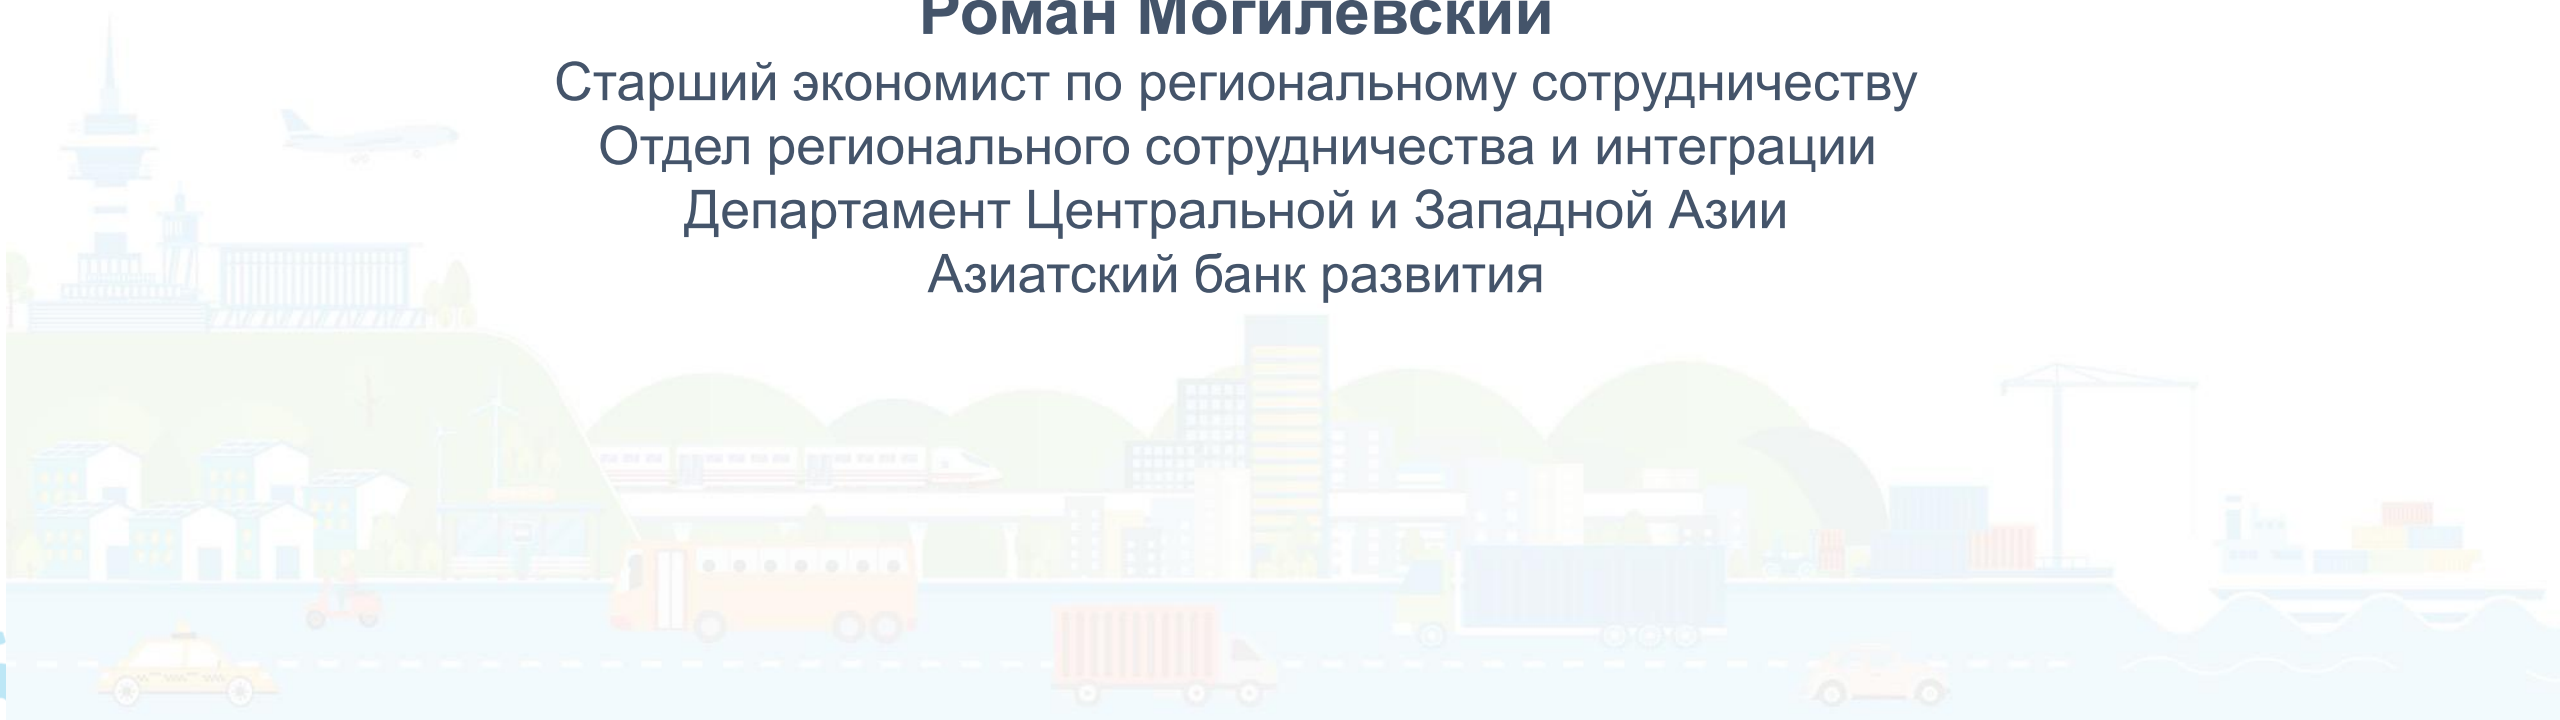 Роман Могилевский
Старший экономист по региональному сотрудничеству
Отдел регионального сотрудничества и интеграции
Департамент Центральной и Западной Азии
Азиатский банк развития